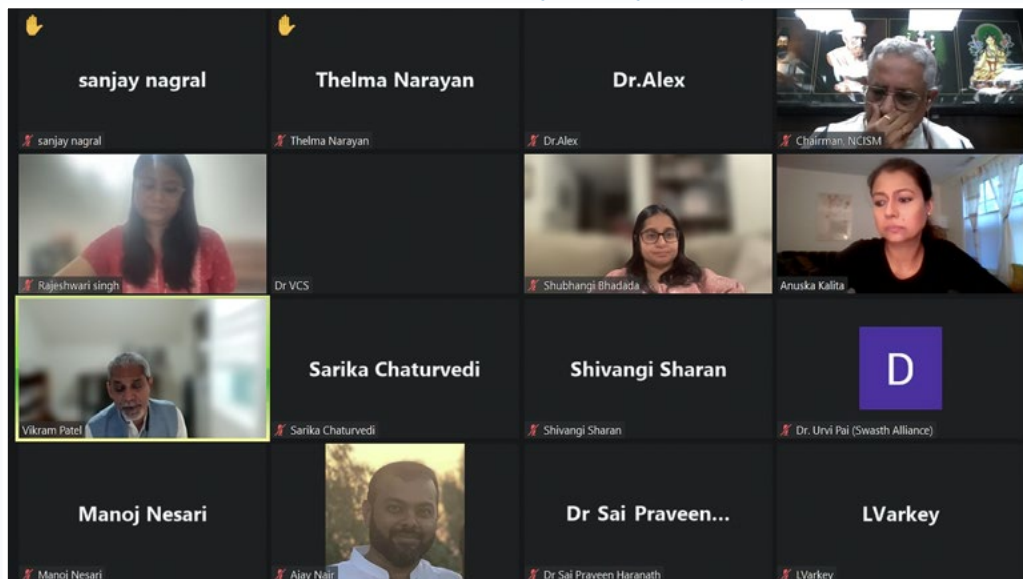 sanjay nagral
sanjay nagral
Thelma Narayan
Thelma Narayan
Dr.Alex
Dr.Alex
Chairman, NCISM
Rajeshwari singh
Dr VCS
Shubhangi Bhadada
Anuska Kalita
Vikram Patel
Sarika Chaturvedi
Sarika Chaturvedi
Shivangi Sharan
Shivangi Sharan
D
Dr. Urvi Pai (Swasth Alliance)
Manoj Nesari
Manoj Nesari
Ajay Nair
Dr Sai Praveen...
Dr Sai Praveen Haranath
LVarkey
LVarkey